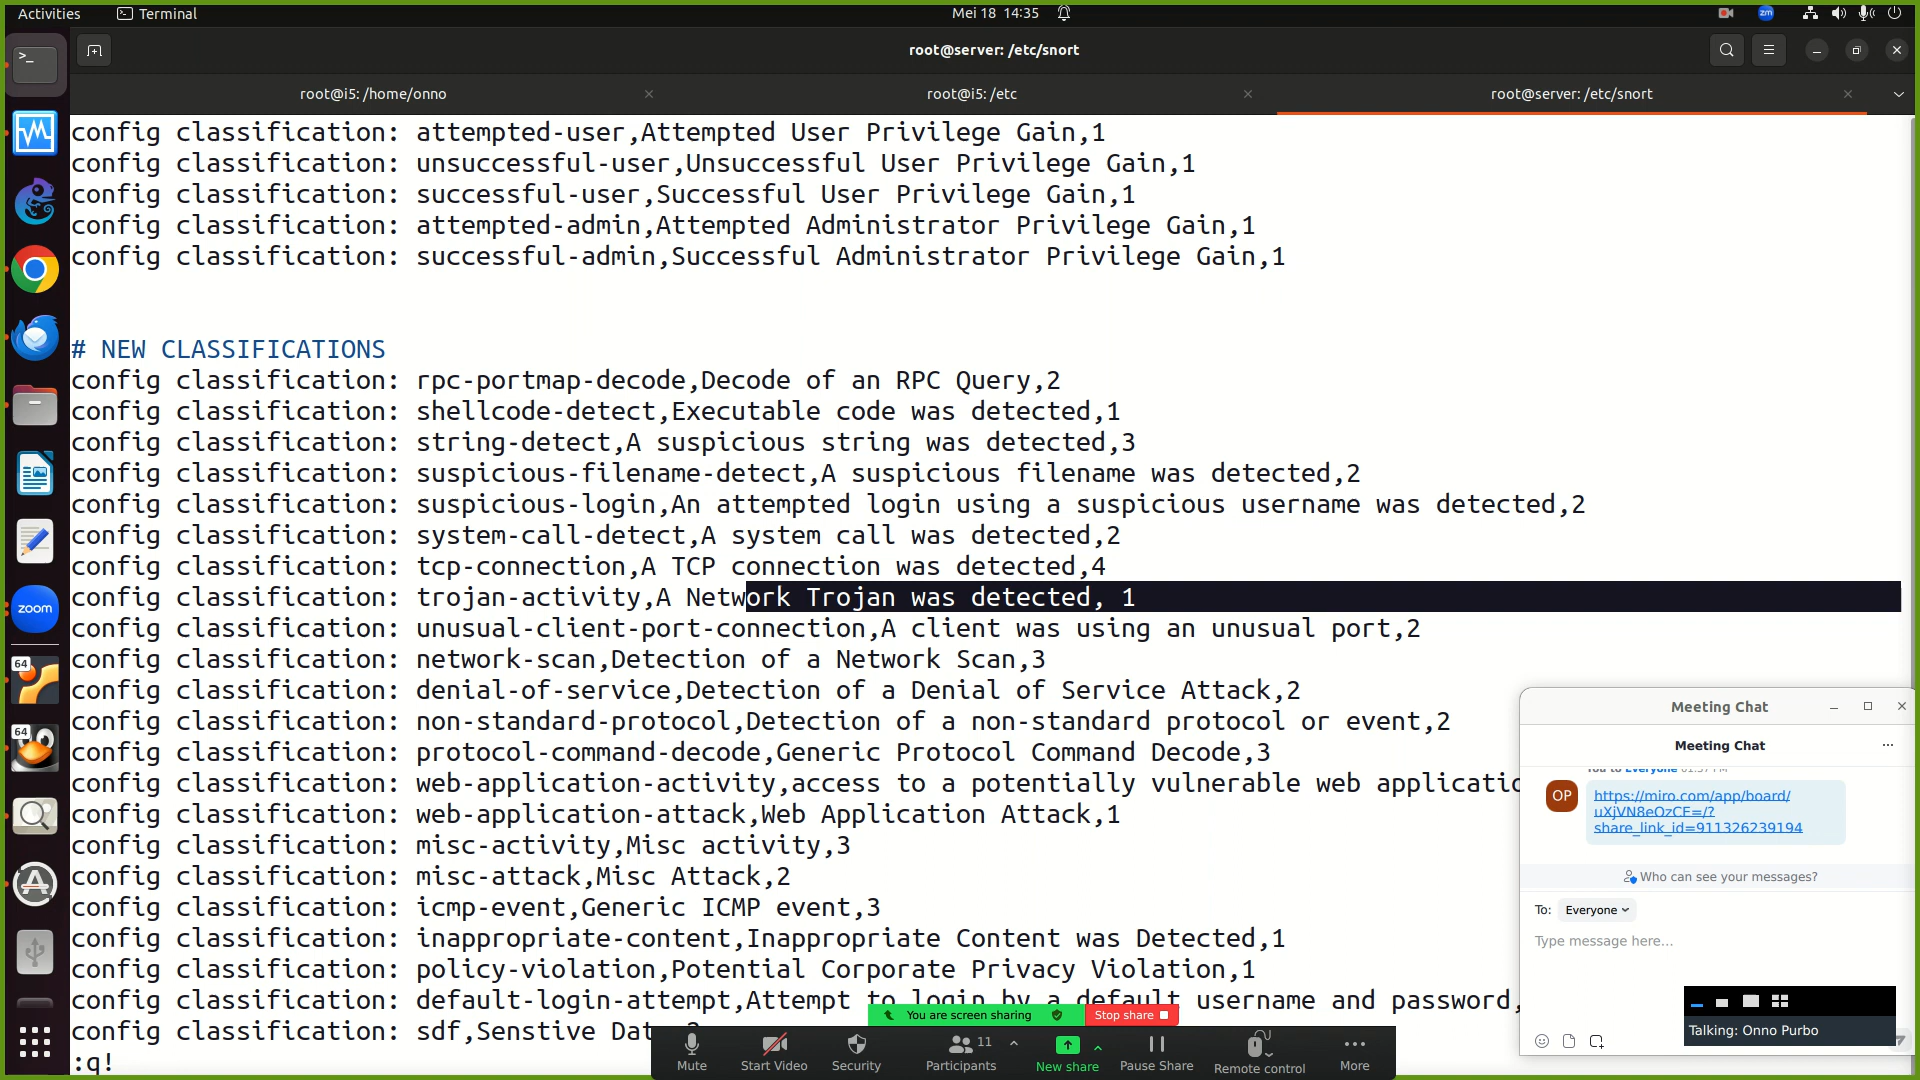 Activities
Terminal
Mei 18 14:35
zm
root@server: /etc/snort
root@i5: /home/onno
root@i5: /etc
root@server: /etc/snort
config classification: attempted-user,Attempted User Privilege Gain,1
config classification: unsuccessful-user,Unsuccessful User Privilege Gain,1
config classification: successful-user,Successful User Privilege Gain,1
config classification: attempted-admin,Attempted Administrator Privilege Gain,1
config classification: successful-admin,Successful Administrator Privilege Gain,1
# NEW CLASSIFICATIONS
config classification: rpc-portmap-decode,Decode of an RPC Query,2
config classification: shellcode-detect,Executable code was detected,1
config classification: string-detect,A suspicious string was detected,3
config classification: suspicious-filename-detect,A suspicious filename was detected,2
config classification: suspicious-login,An attempted login using a suspicious username was detected,2
config classification: system-call-detect,A system call was detected,2
config classification: tcp-connection,A TCP connection was detected,4
config classification: trojan-activity,A Network Trojan was detected, 1
config classification: unusual-client-port-connection,A client was using an unusual port,2
config classification: network-scan,Detection of a Network Scan,3
config classification: denial-of-service,Detection of a Denial of Service Attack,2
config classification: non-standard-protocol,Detection of a non-standard protocol or event,2
config classification: protocol-command-decode,Generic Protocol Command Decode,3
config classification: web-application-activity,access to a potentially vulnerable web applicatio
config classification: web-application-attack,Web Application Attack,1
config classification: misc-activity,Misc activity,3
config classification: misc-attack,Misc Attack,2
config classification: icmp-event,Generic ICMP event,3
config classification: inappropriate-content,Inappropriate Content was Detected,1
config classification: policy-violation,Potential Corporate Privacy Violation,1
config classification: default-login-attempt,Attempt to login by a default username and password,
config classification: sdf,Senstive Dat
:q!
zoom
64
64
You are screen sharing
Stop share
Mute
Start Video
Security
Participants
11
New share
Pause Share
Remote control
More
Meeting Chat
Meeting Chat
OP
https://miro.com/app/board/
uXjVN8eOzCE=/?
share_link_id=911326239194
Who can see your messages?
To: Everyone
Type message here...
Talking: Onno Purbo